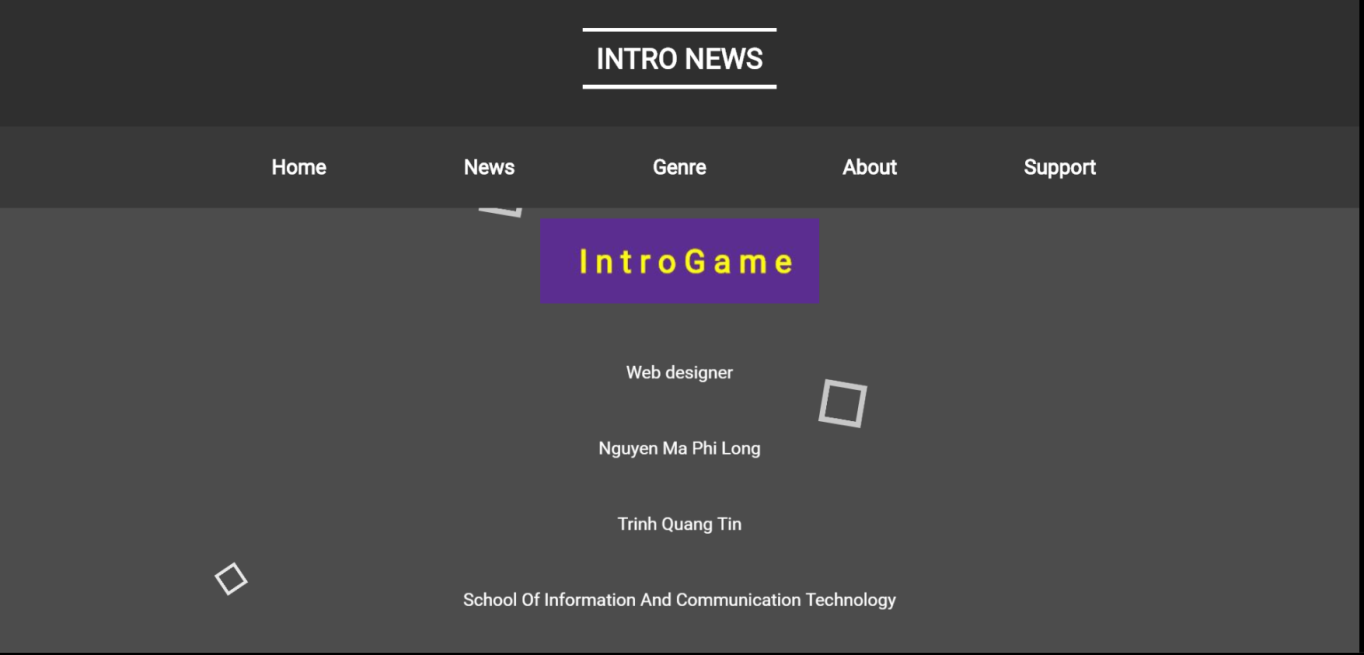 INTRO NEWS
Home News Genre About Support
IntroGame
Web designer
Nguyen Ma Phi Long
Trinh Quang Tin
School Of Information And Communication Technology